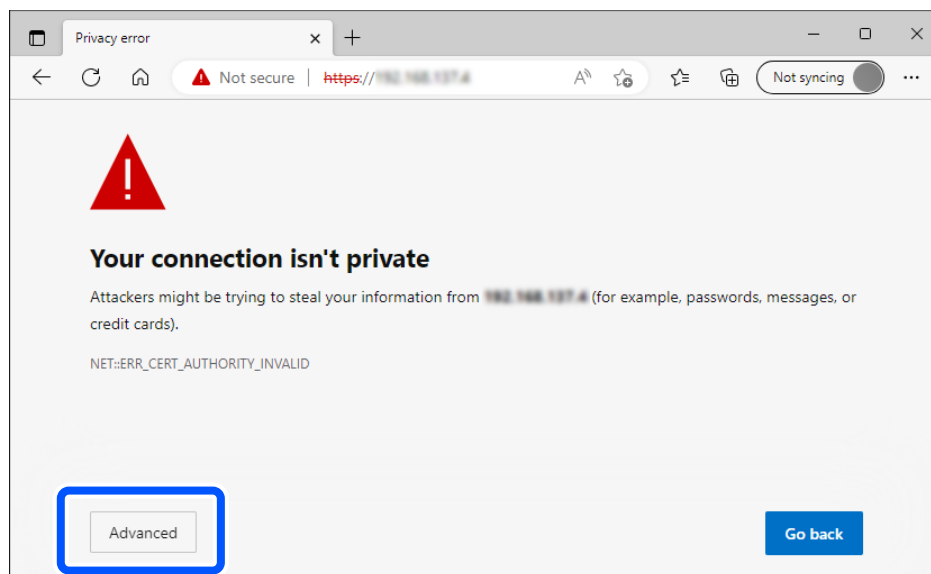 Privacy error
Not secure https://
Not syncing
Your connection isn't private
Attackers might be trying to steal your information from (for example, passwords, messages, or
credit cards).
NET::ERR_CERT_AUTHORITY_INVALID
Advanced
Go back